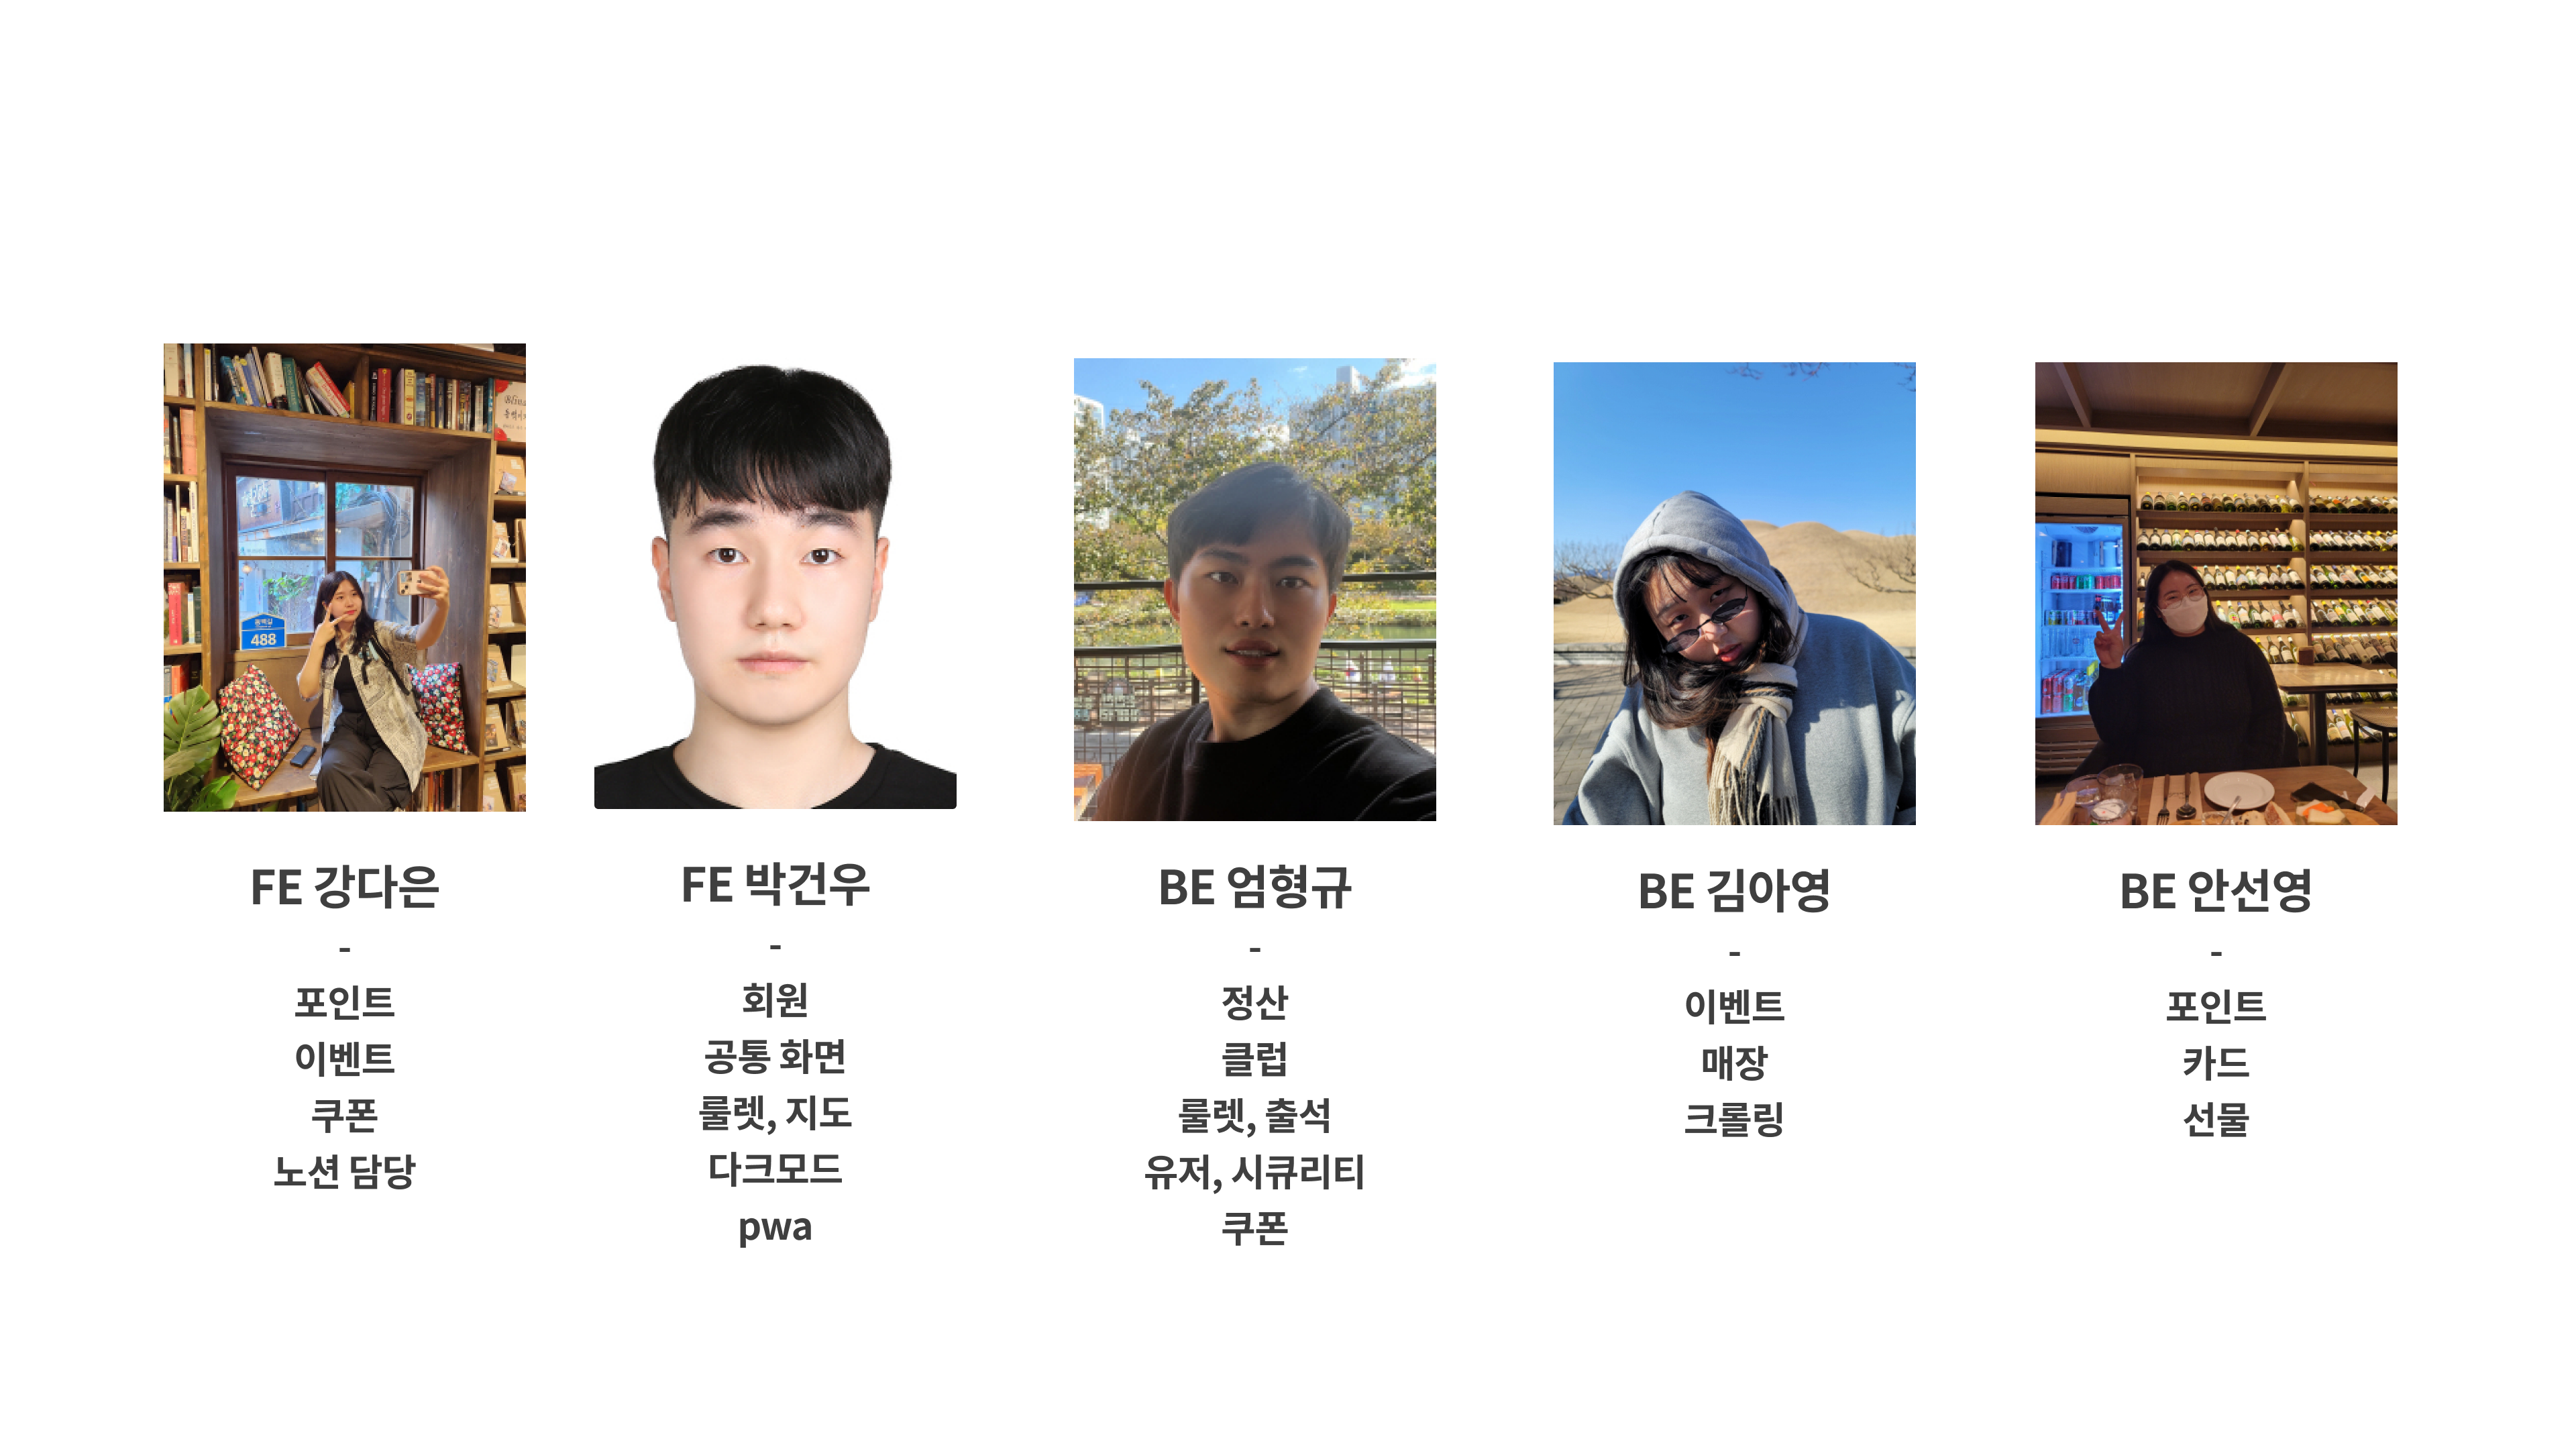 488
FE 강다은
-
포인트
이벤트
쿠폰
노션 담당
FE 박건우
-
회원
공통 화면
룰렛, 지도
다크모드
pwa
BE 엄형규
-
정산
클럽
룰렛, 출석
유저, 시큐리티
쿠폰
BE 김아영
-
이벤트
매장
크롤링
BE 안선영
-
포인트
카드
선물